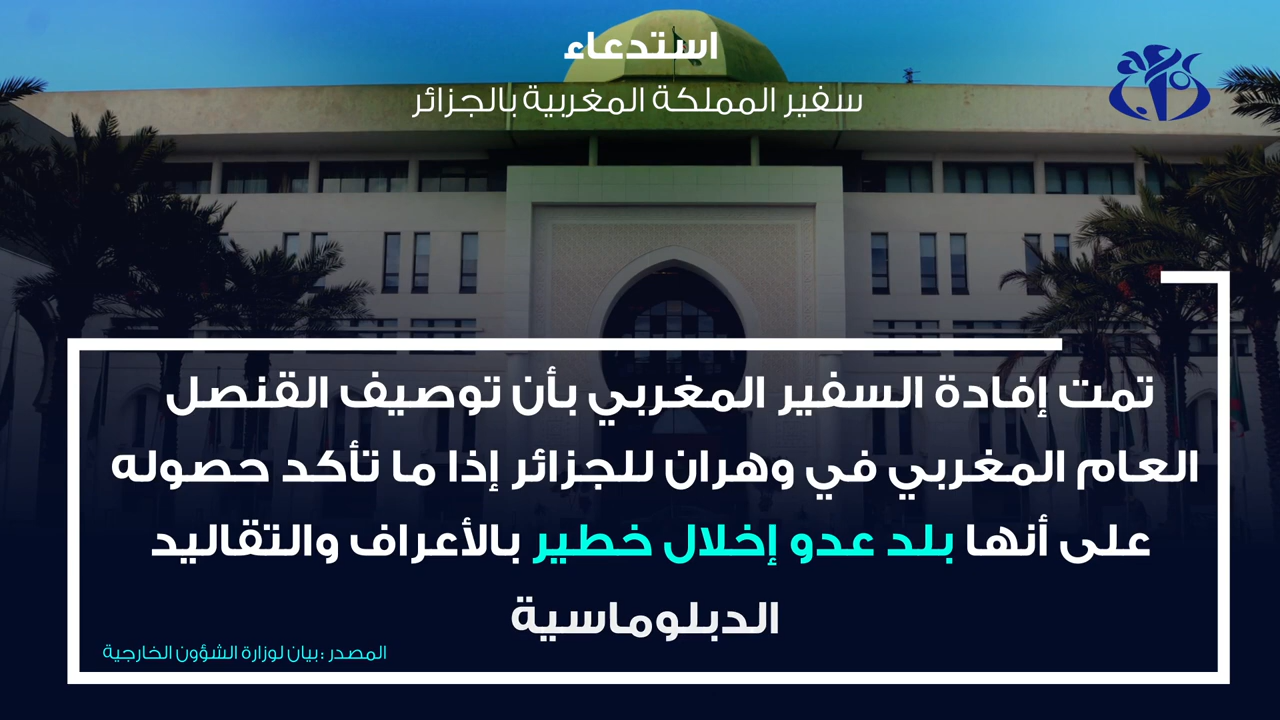 استدعاء
سفير المملكة المغربية بالجزائر
تمت إفادة السفير المغربي بأن توصيف القنصل
العام المغربي في وهران للجزائر إذا ما تأكد حصوله
على أنها بلد عدو إخلال خطير بالأعراف والتقاليد
الدبلوماسية
المصدر : بيان لوزارة الشؤون الخارجية